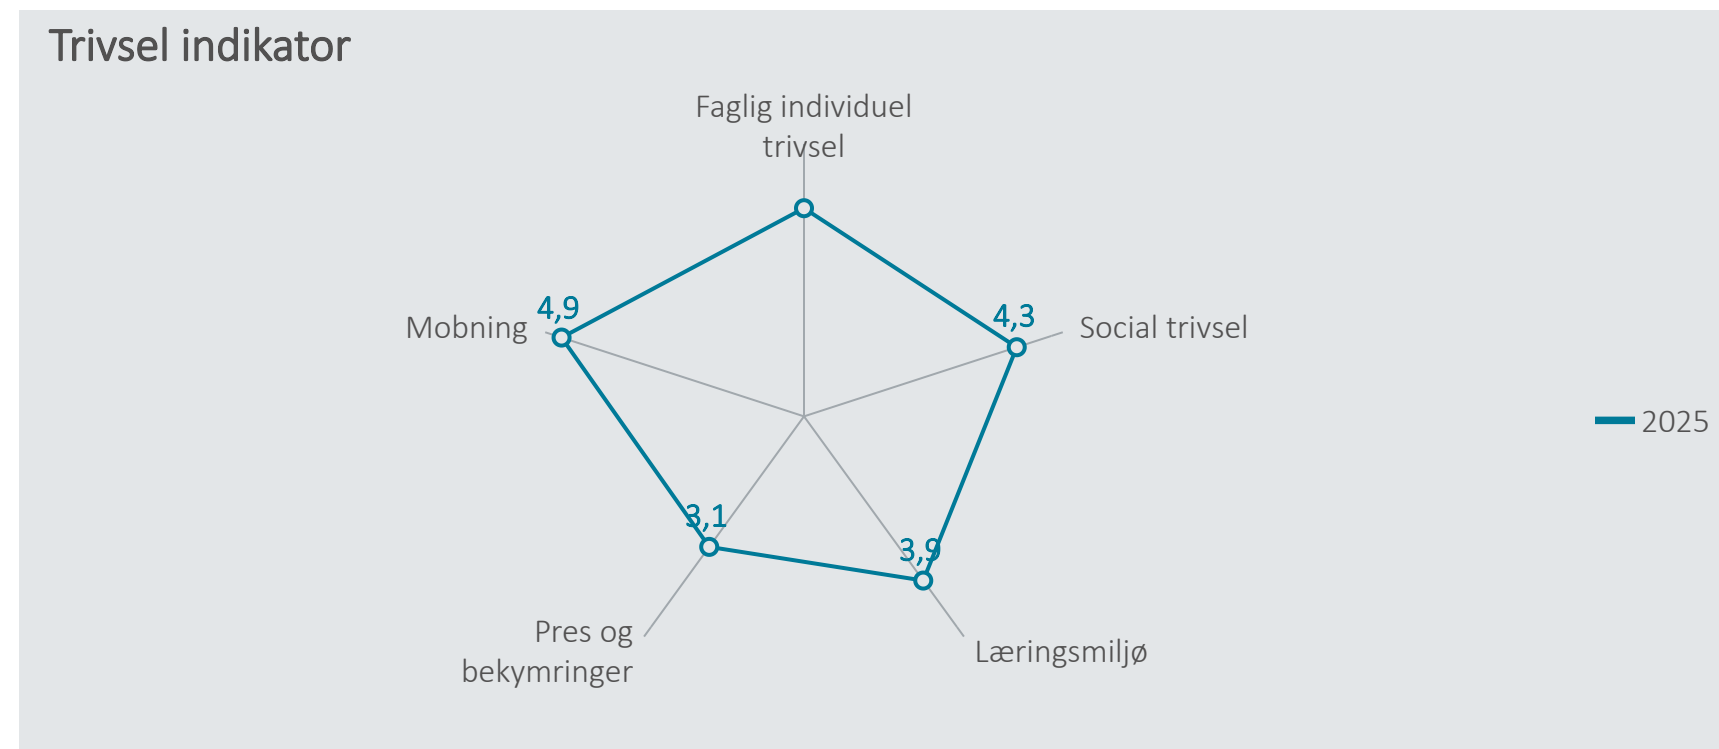 Trivsel indikator
Faglig individuel
trivsel
4,9
Mobning
4,3
Social trivsel
2025
3,1
3,9
Pres og
bekymringer
Læringsmiljø